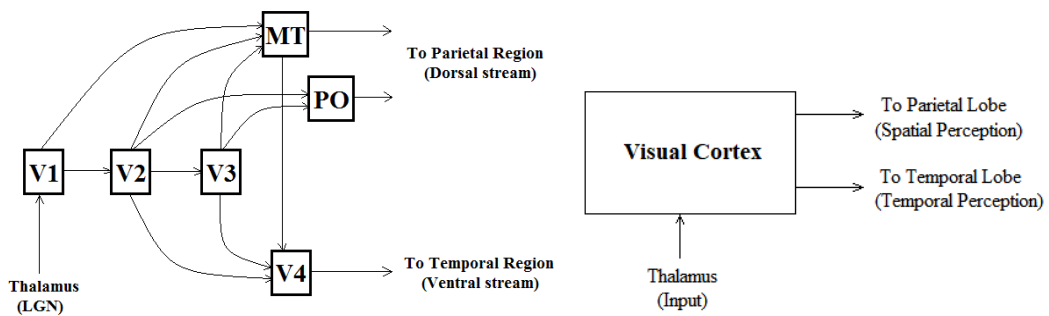 MT
To Parietal Region
(Dorsal stream)
PO
V1
V2
V3
V4
To Temporal Region
(Ventral stream)
Thalamus
(LGN)
Visual Cortex
To Parietal Lobe
(Spatial Perception)
To Temporal Lobe
(Temporal Perception)
Thalamus
(Input)